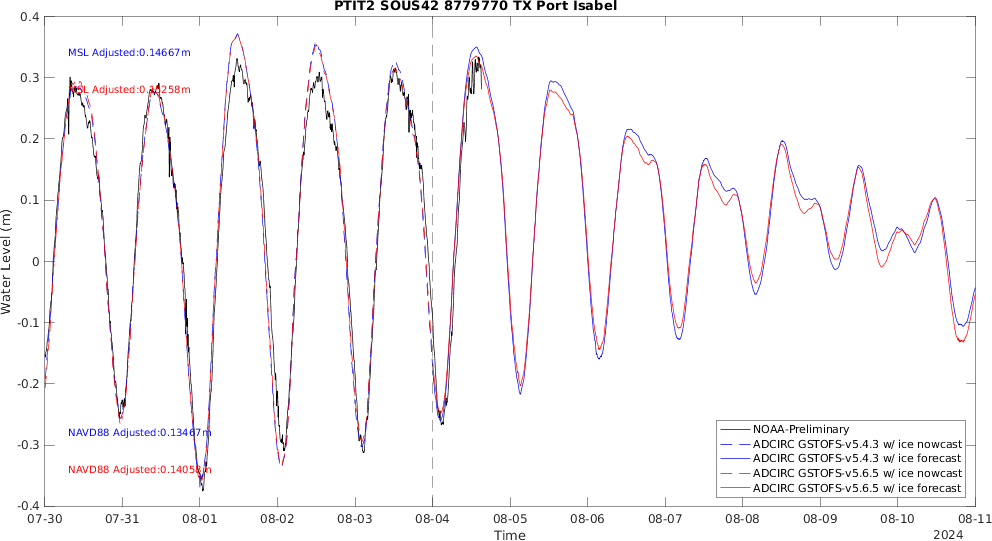 PTIT2 SOUS42 8779770 TX Port Isabel
0.4
0.3
0.2
0.1
0
-0.1
-0.2
-0.3
-0.4
Water Level (m)
MSL Adjusted:0.14667m
MSL Adjusted:0.15258m
NAVD88 Adjusted:0.13467m
NAVD88 Adjusted:0.14058m
NOAA-Preliminary
ADCIRC GSTOFS-v5.4.3 w/ ice nowcast
ADCIRC GSTOFS-v5.4.3 w/ ice forecast
ADCIRC GSTOFS-v5.6.5 w/ ice nowcast
ADCIRC GSTOFS-v5.6.5 w/ ice forecast
07-30 07-31 08-01 08-02 08-03 08-04 08-05 08-06 08-07 08-08 08-09 08-10 08-11
Time
2024